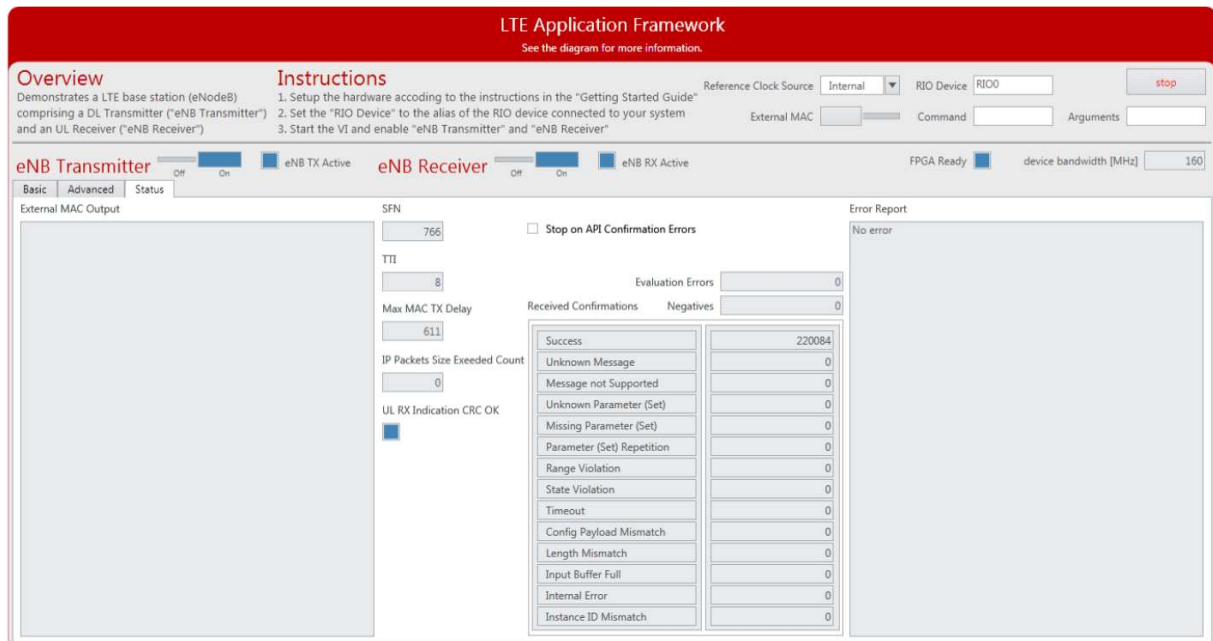 LTE Application Framework
See the diagram for more information.
Overview
Demonstrates a LTE base station (eNodeB)
comprising a DL Transmitter ("eNB Transmitter")
and an UL Receiver ("eNB Receiver")
Instructions
1. Setup the hardware accoding to the instructions in the "Getting Started Guide"
2. Set the "RIO Device" to the alias of the RIO device connected to your system
3. Start the VI and enable "eNB Transmitter" and "eNB Receiver"
Reference Clock Source Internal
RIO Device RIO0
stop
External MAC
Command
Arguments
eNB Transmitter Off On
eNB TX Active
eNB Receiver Off On
eNB RX Active
FPGA Ready
device bandwidth [MHz] 160
Basic Advanced Status
External MAC Output
SFN
766
TTI
8
Max MAC TX Delay
611
IP Packets Size Exeeded Count
0
UL RX Indication CRC OK
Stop on API Confirmation Errors
Evaluation Errors 0
Received Confirmations Negatives 0
Success 220084
Unknown Message 0
Message not Supported 0
Unknown Parameter (Set) 0
Missing Parameter (Set) 0
Parameter (Set) Repetition 0
Range Violation 0
State Violation 0
Timeout 0
Config Payload Mismatch 0
Length Mismatch 0
Input Buffer Full 0
Internal Error 0
Instance ID Mismatch 0
Error Report
No error